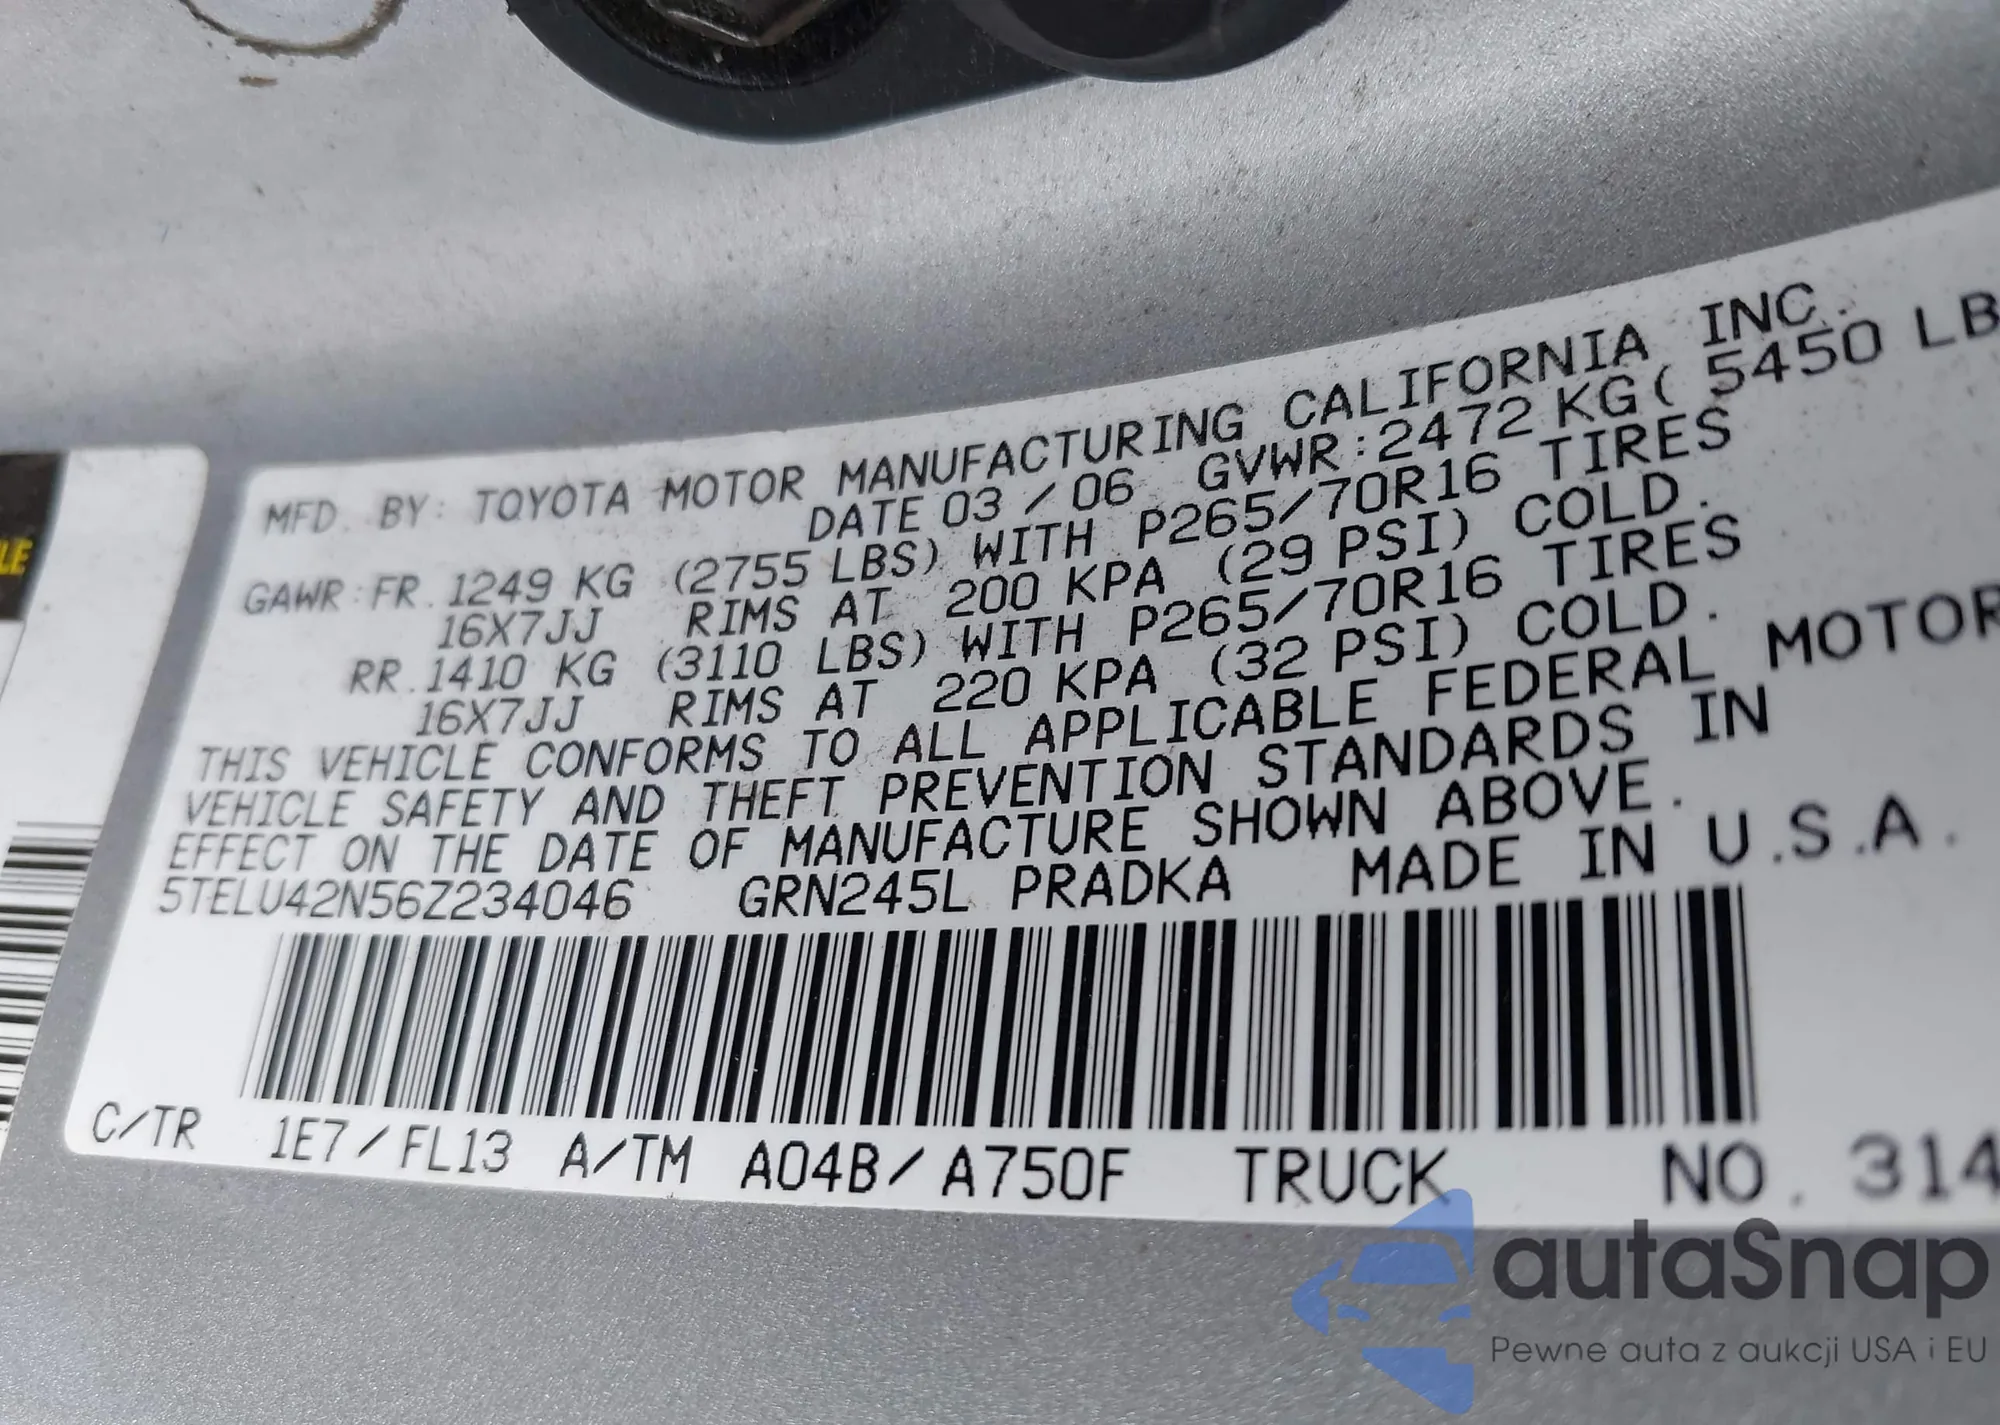 MFD. BY: TOYOTA MOTOR MANUFACTURING CALIFORNIA INC.
DATE 03 / 06 GVWR: 2472 KG ( 5450 LB
GAWR: FR. 1249 KG (2755 LBS) WITH P265/70R16 TIRES
16X7JJ RIMS AT 200 KPA (29 PSI) COLD.
RR. 1410 KG (3110 LBS) WITH P265/70R16 TIRES
16X7JJ RIMS AT 220 KPA (32 PSI) COLD.
THIS VEHICLE CONFORMS TO ALL APPLICABLE FEDERAL MOTOR
VEHICLE SAFETY AND THEFT PREVENTION STANDARDS IN
EFFECT ON THE DATE OF MANUFACTURE SHOWN ABOVE.
5TELU42N56Z234046 GRN245L PRADKA MADE IN U.S.A.
C/TR 1E7 / FL13 A/TM A04B / A750F TRUCK NO. 314
LE
autaSnap
Pewne auta z aukcji USA i EU